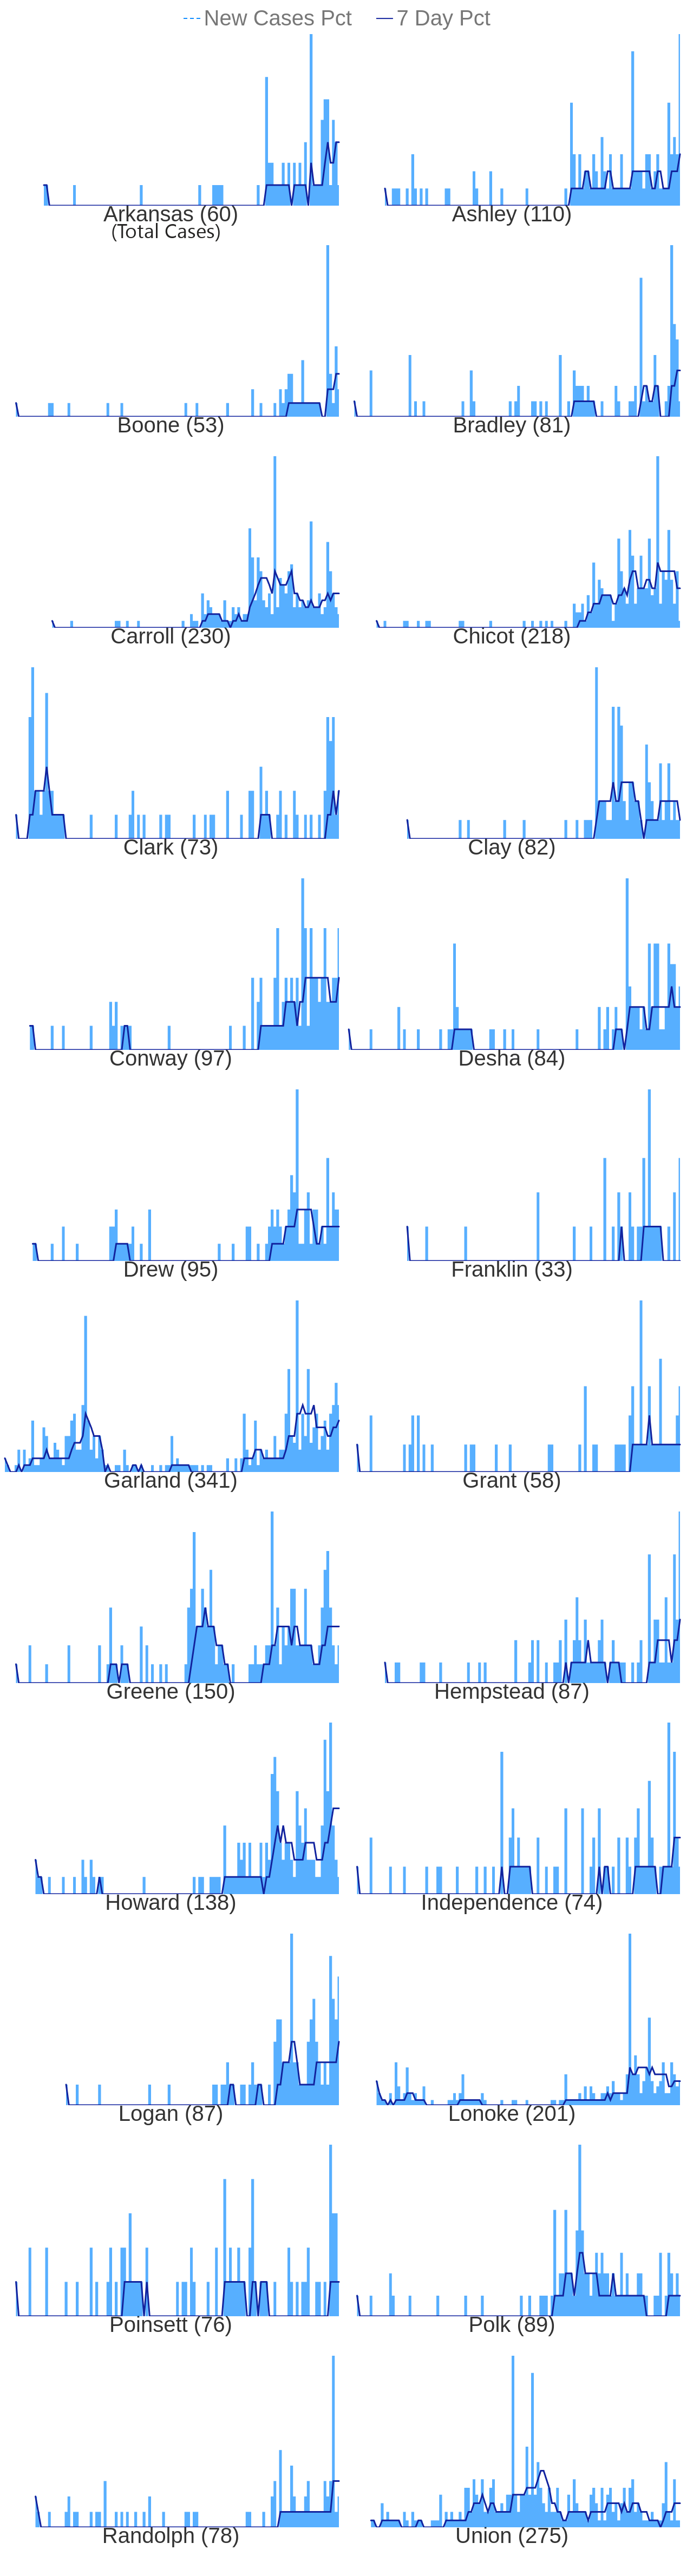 New Cases Pct 7 Day Pct
Arkansas (60) Ashley (110)
(Total Cases)
Boone (53) Bradley (81)
Carroll (230) Chicot (218)
Clark (73) Clay (82)
Conway (97) Desha (84)
Drew (95) Franklin (33)
Garland (341) Grant (58)
Greene (150) Hempstead (87)
Howard (138) Independence (74)
Logan (87) Lonoke (201)
Poinsett (76) Polk (89)
Randolph (78) Union (275)